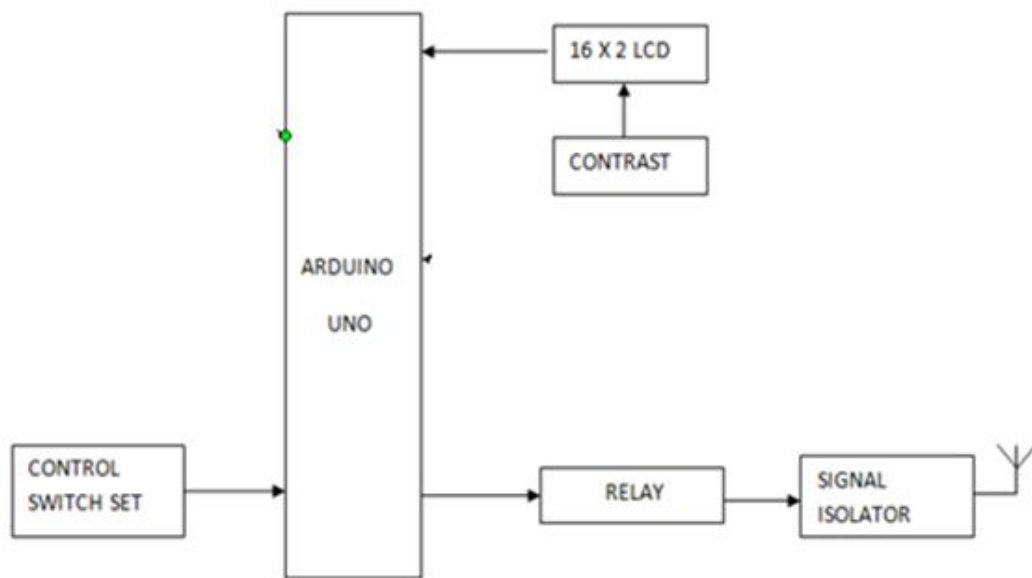 16 X 2 LCD
CONTRAST
ARDUINO
UNO
CONTROL
SWITCH SET
RELAY
SIGNAL
ISOLATOR